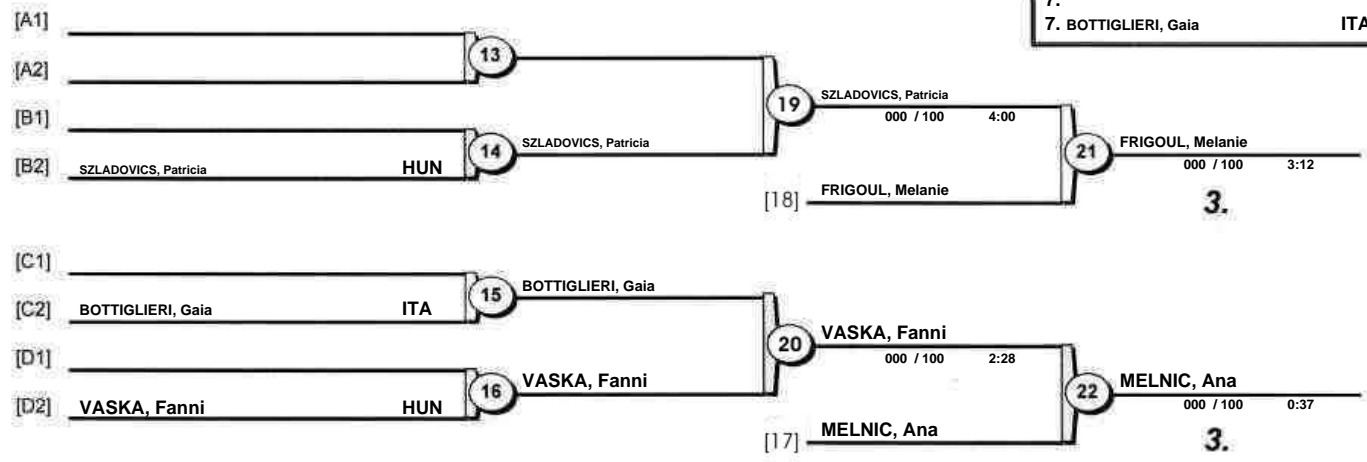 7.
7. BOTTIGLIERI, Gaia ITA
[A1]
13
[A2]
[B1]
19 SZLADOVICS, Patricia
000 / 100 4:00
14 SZLADOVICS, Patricia
[B2] SZLADOVICS, Patricia HUN
21 FRIGOUL, Melanie
000 / 100 3:12
[18] FRIGOUL, Melanie
3.
[C1]
15 BOTTIGLIERI, Gaia
[C2] BOTTIGLIERI, Gaia ITA
20 VASKA, Fanni
000 / 100 2:28
[D1]
16 VASKA, Fanni
[D2] VASKA, Fanni HUN
22 MELNIC, Ana
000 / 100 0:37
[17] MELNIC, Ana
3.